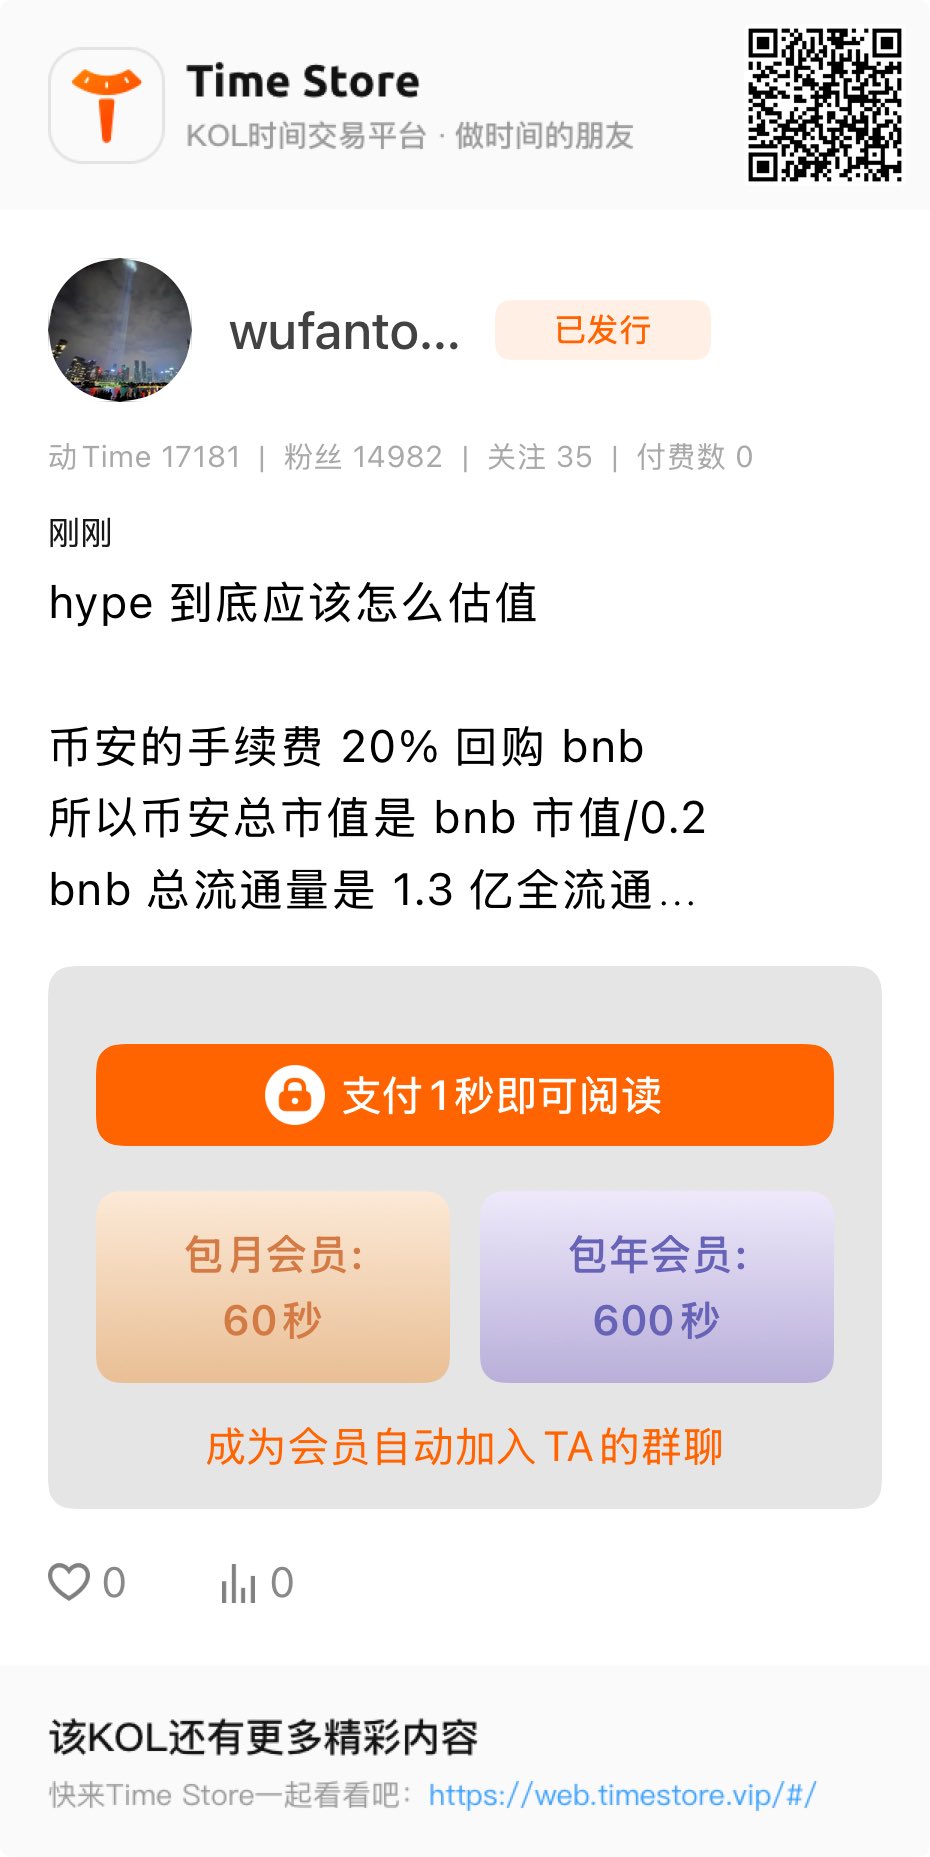 Time Store
KOL时间交易平台 · 做时间的朋友
wufanto...
已发行
动Time 17181 | 粉丝 14982 | 关注 35 | 付费数 0
刚刚
hype 到底应该怎么估值
币安的手续费 20% 回购 bnb
所以币安总市值是 bnb 市值/0.2
bnb 总流通量是 1.3 亿全流通...
支付1秒即可阅读
包月会员:
60秒
包年会员:
600秒
成为会员自动加入TA的群聊
0
0
该KOL还有更多精彩内容
快来Time Store一起看看吧: https://web.timestore.vip/#/